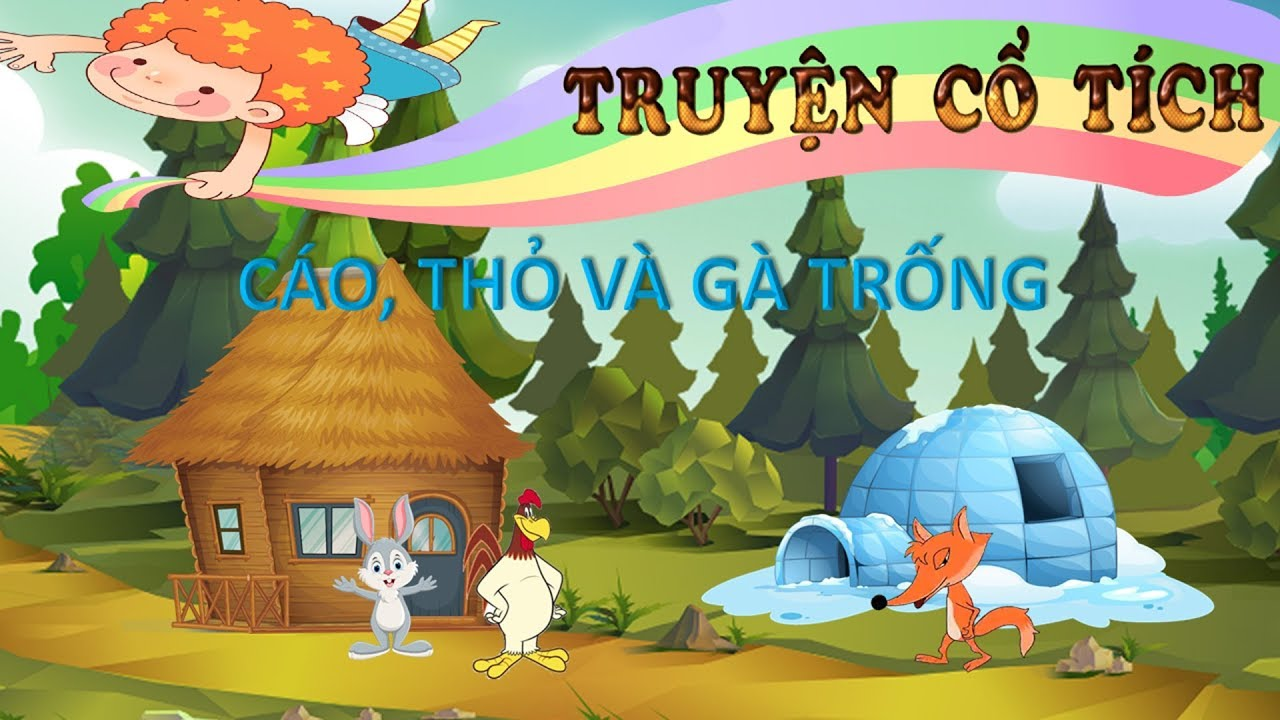 TRUYỆN CỔ TÍCH
CÁO, THỎ VÀ GÀ TRỐNG